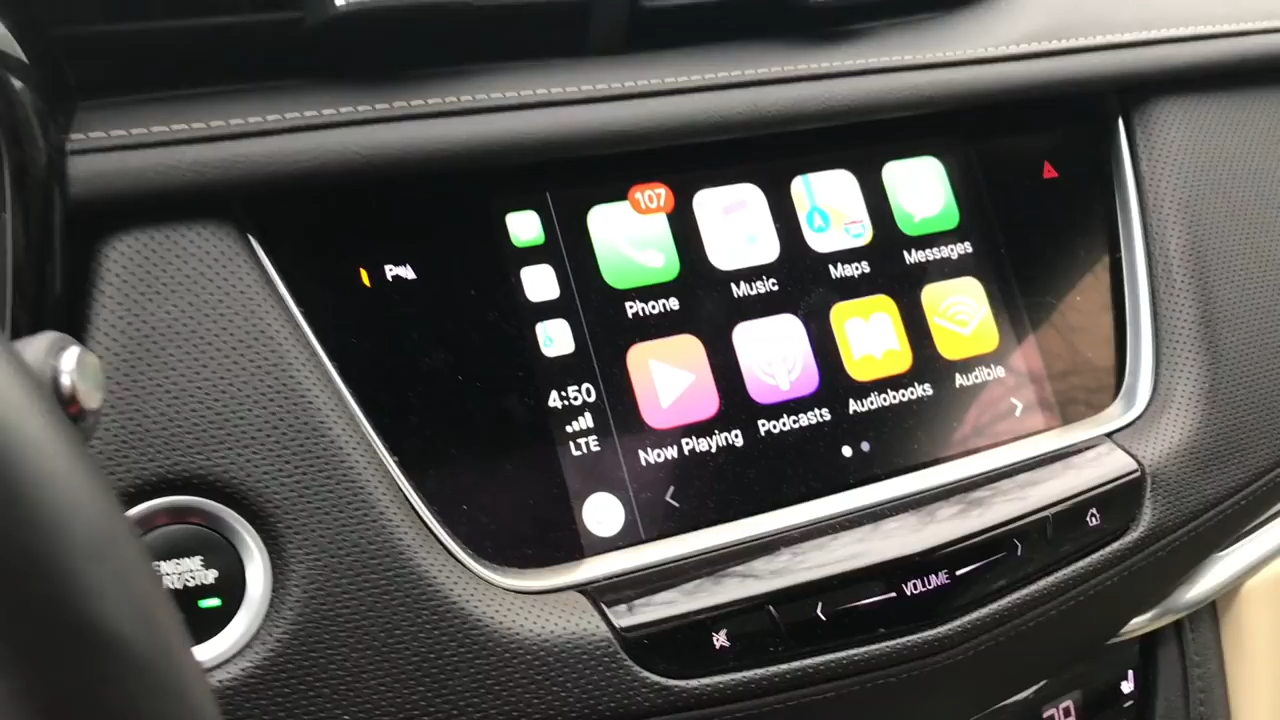 107
Phone
Music
Maps
Messages
Now Playing
Podcasts
Audiobooks
Audible
4:50
LTE
ENGINE
VOLUME